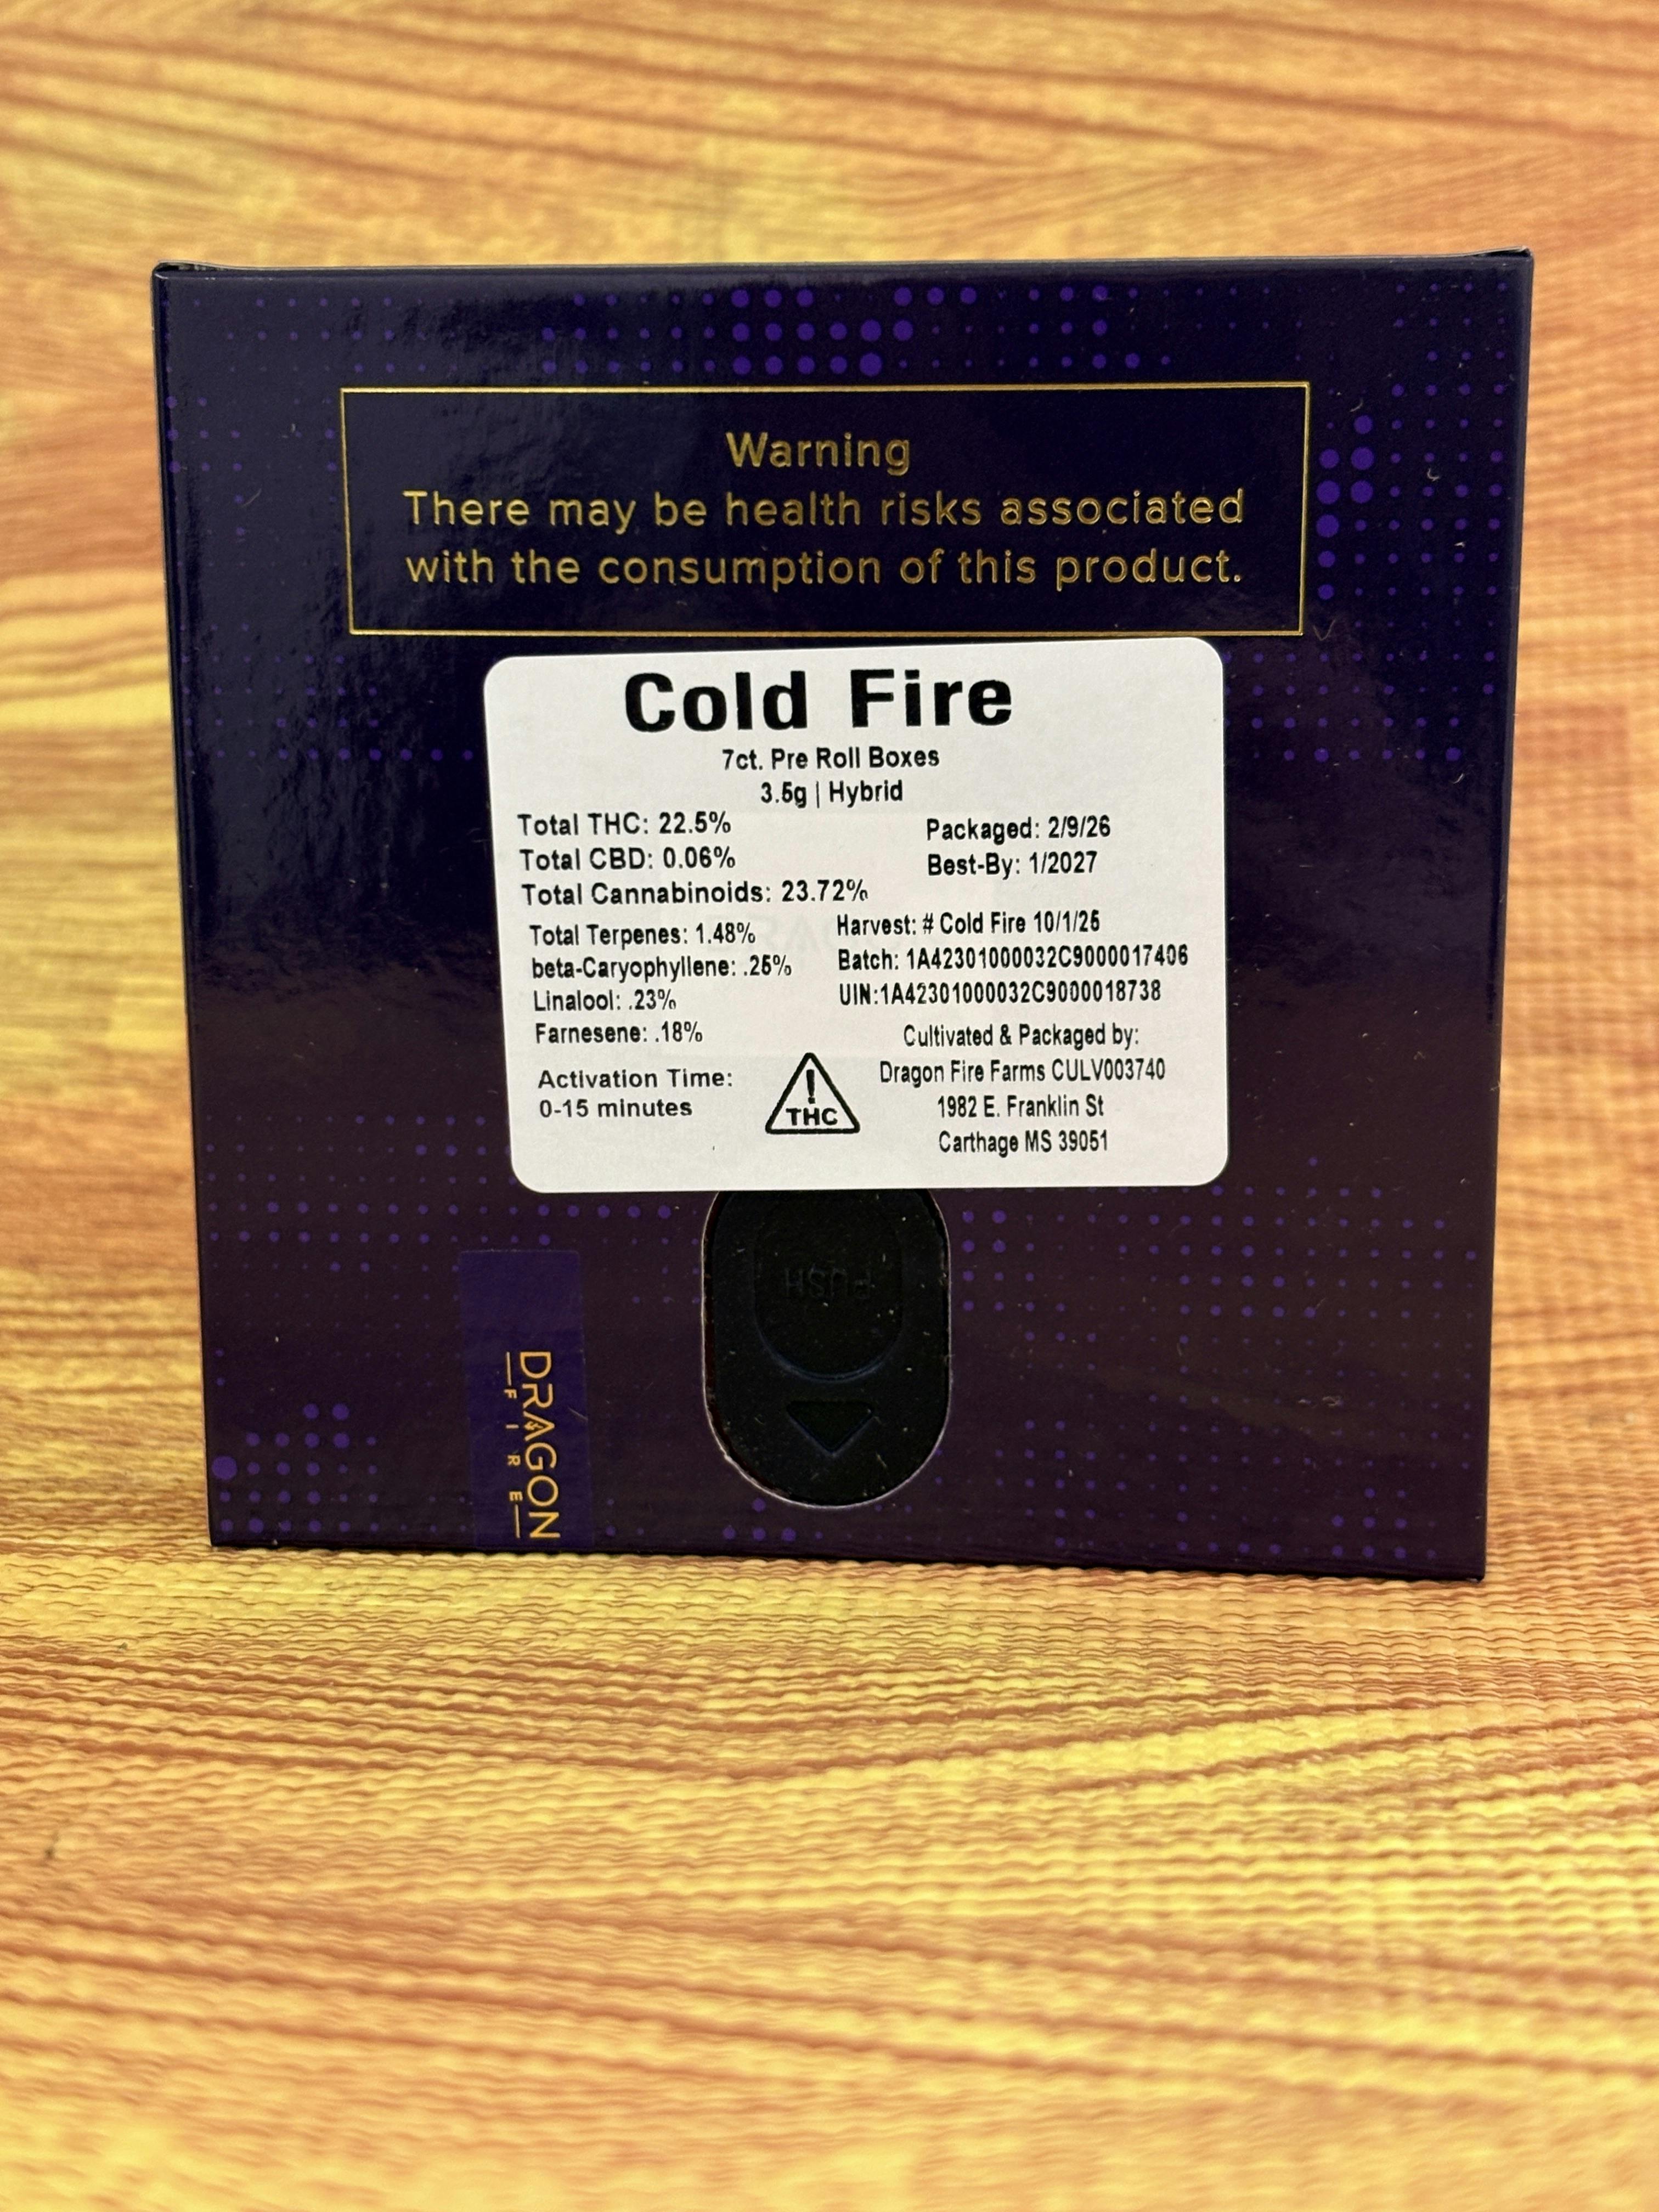 Warning
There may be health risks associated
with the consumption of this product.
Cold Fire
7ct. Pre Roll Boxes
3.5g | Hybrid
Total THC: 22.5%
Total CBD: 0.06%
Total Cannabinoids: 23.72%
Packaged: 2/9/26
Best-By: 1/2027
Total Terpenes: 1.48%
beta-Caryophyllene: .25%
Linalool: .23%
Farnesene: .18%
Harvest: # Cold Fire 10/1/25
Batch: 1A42301000032C9000017406
UIN:1A42301000032C9000018738
Activation Time:
0-15 minutes
!
THC
Cultivated & Packaged by:
Dragon Fire Farms CULV003740
1982 E. Franklin St
Carthage MS 39051
PUSH
DRAGON
FIRE